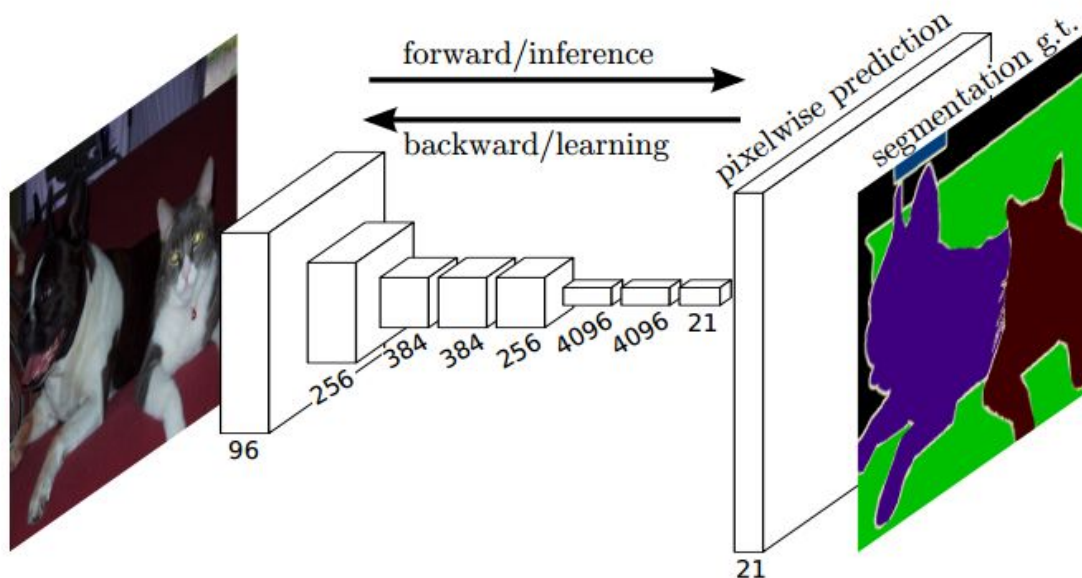 forward/inference
backward/learning
pixelwise prediction
segmentation g.t.
96
256
384
384
256
4096
4096
21
21